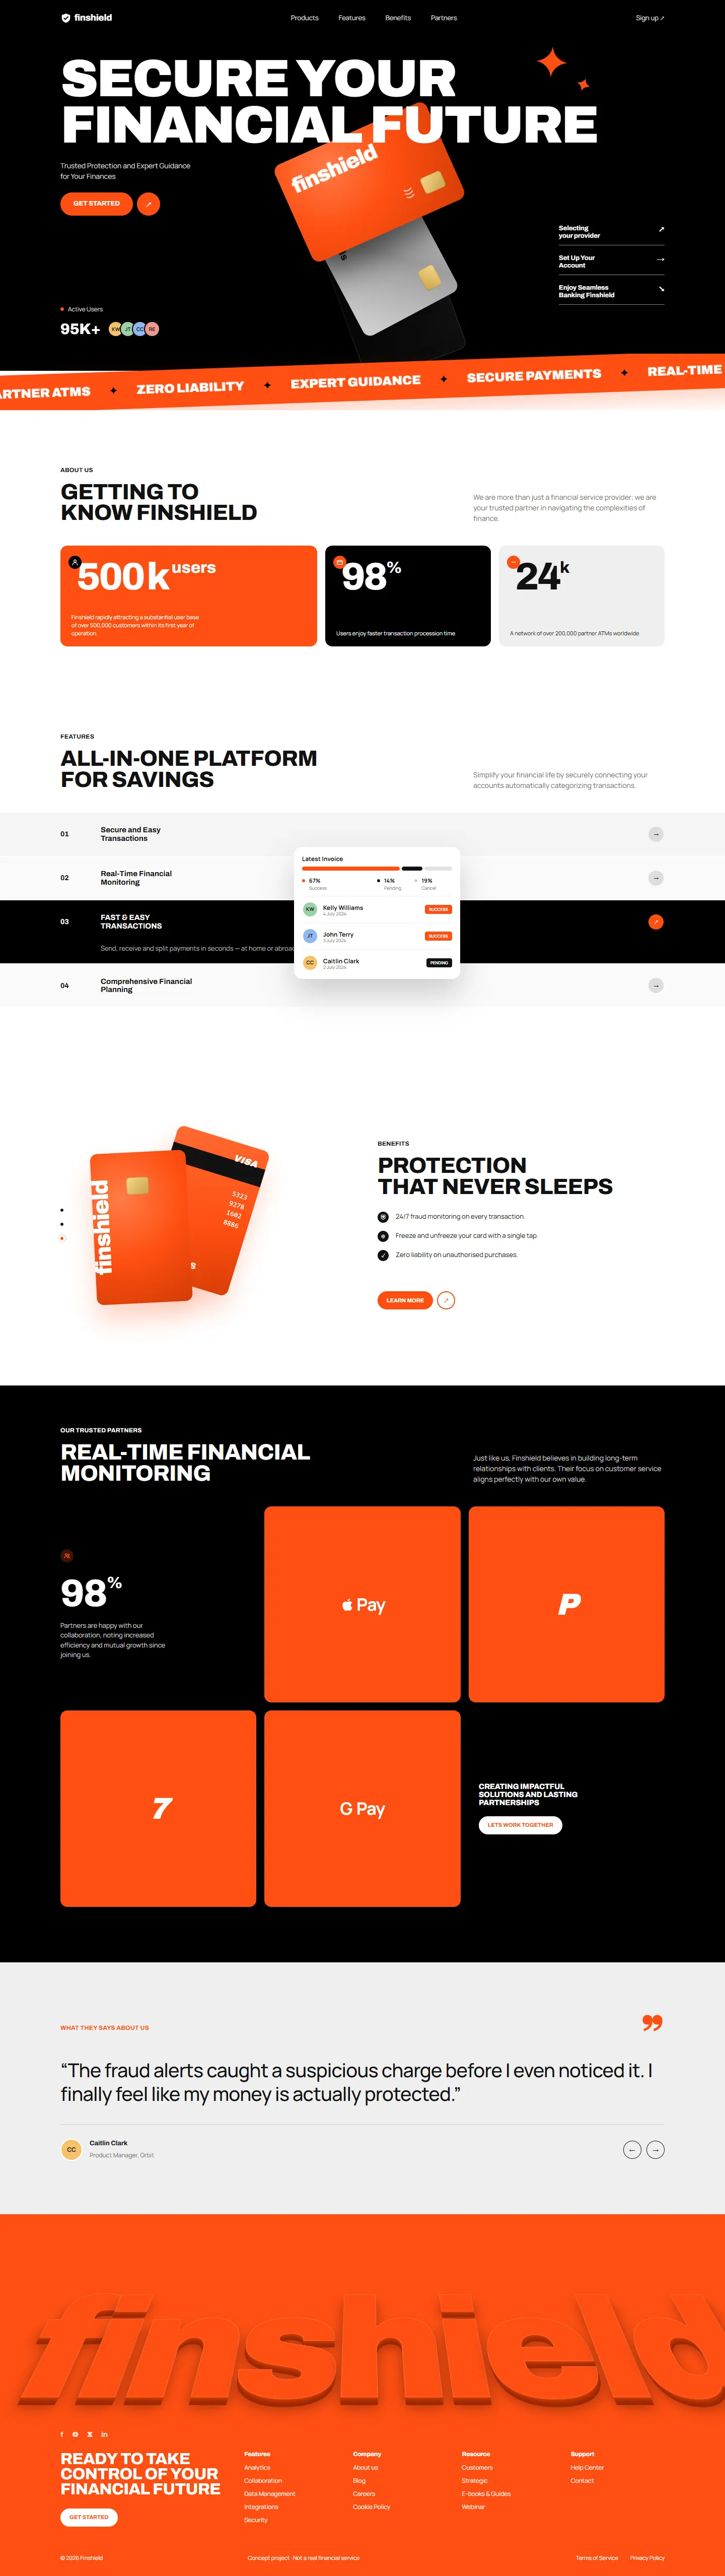 finshield
Products
Features
Benefits
Partners
Sign up ↗
SECURE YOUR
FINANCIAL FUTURE
Trusted Protection and Expert Guidance
for Your Finances
GET STARTED
↗
finshield
Selecting
your provider
↗
Set Up Your
Account
→
Enjoy Seamless
Banking Finshield
↘
Active Users
95K+
KW
JT
CC
RE
ARTNER ATMS ✦ ZERO LIABILITY ✦ EXPERT GUIDANCE ✦ SECURE PAYMENTS ✦ REAL-TIME
ABOUT US
GETTING TO
KNOW FINSHIELD
We are more than just a financial service provider; we are
your trusted partner in navigating the complexities of
finance.
500k users
Finshield rapidly attracting a substantial user base
of over 500,000 customers within its first year of
operation.
98%
Users enjoy faster transaction procession time
24k
A network of over 200,000 partner ATMs worldwide
FEATURES
ALL-IN-ONE PLATFORM
FOR SAVINGS
Simplify your financial life by securely connecting your
accounts automatically categorizing transactions.
01
Secure and Easy
Transactions
→
02
Real-Time Financial
Monitoring
→
03
FAST & EASY
TRANSACTIONS
Send, receive and split payments in seconds — at home or abroad
↗
04
Comprehensive Financial
Planning
→
Latest Invoice
67%
Success
14%
Pending
19%
Cancel
KW
Kelly Williams
4 July 2024
SUCCESS
JT
John Terry
3 July 2024
SUCCESS
CC
Caitlin Clark
2 July 2024
PENDING
finshield
VISA
5323
9278
1602
8886
BENEFITS
PROTECTION
THAT NEVER SLEEPS
24/7 fraud monitoring on every transaction.
Freeze and unfreeze your card with a single tap.
Zero liability on unauthorised purchases.
LEARN MORE
↗
OUR TRUSTED PARTNERS
REAL-TIME FINANCIAL
MONITORING
Just like us, Finshield believes in building long-term
relationships with clients. Their focus on customer service
aligns perfectly with our own value.
98%
Partners are happy with our
collaboration, noting increased
efficiency and mutual growth since
joining us.
Pay
P
7
G Pay
CREATING IMPACTFUL
SOLUTIONS AND LASTING
PARTNERSHIPS
LETS WORK TOGETHER
WHAT THEY SAYS ABOUT US
”
“The fraud alerts caught a suspicious charge before I even noticed it. I
finally feel like my money is actually protected.”
CC
Caitlin Clark
Product Manager, Orbit
←
→
finshield
f
X
in
READY TO TAKE
CONTROL OF YOUR
FINANCIAL FUTURE
GET STARTED
Features
Analytics
Collaboration
Data Management
Integrations
Security
Company
About us
Blog
Careers
Cookie Policy
Resource
Customers
Strategic
E-books & Guides
Webinar
Support
Help Center
Contact
© 2026 Finshield
Concept project · Not a real financial service
Terms of Service
Privacy Policy